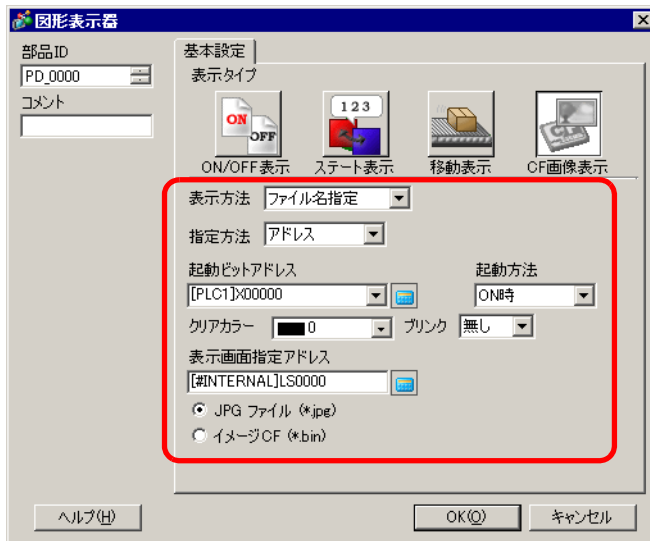 図形表示器
部品ID
PD_0000
コメント
基本設定
表示タイプ
ON
OFF
ON/OFF表示
1 2 3
ステート表示
移動表示
CF
CF画像表示
表示方法 ファイル名指定
指定方法 アドレス
起動ビットアドレス 起動方法
[PLC1]X00000 ON時
クリアカラー 0 ブリンク 無し
表示画面指定アドレス
[#INTERNAL]LS0000
JPG ファイル (*.jpg)
イメージCF (*.bin)
ヘルプ(H) OK(O) キャンセル